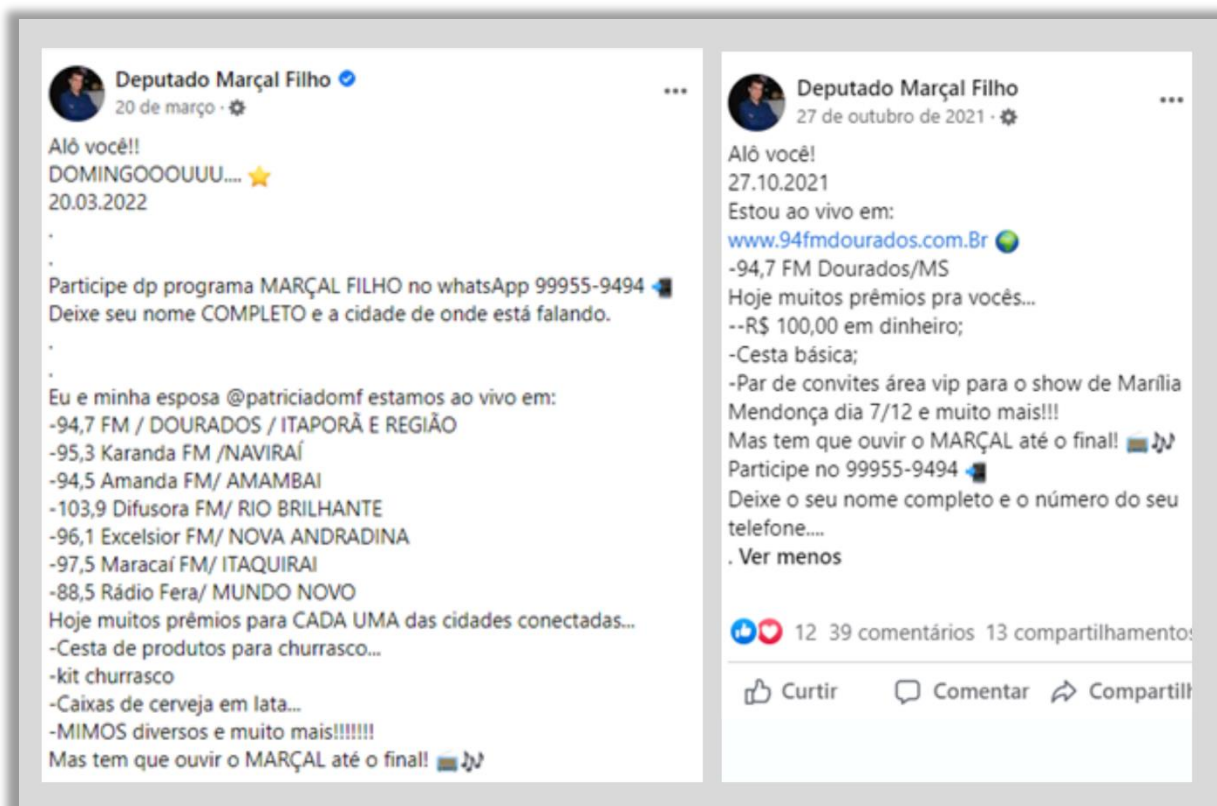 Deputado Marçal Filho
20 de março ·
Alô você!!
DOMINGOOOUUU....
20.03.2022
.
.
Participe dp programa MARÇAL FILHO no whatsApp 99955-9494
Deixe seu nome COMPLETO e a cidade de onde está falando.
.
.
Eu e minha esposa @patriciadomf estamos ao vivo em:
-94,7 FM / DOURADOS / ITAPORÃ E REGIÃO
-95,3 Karanda FM /NAVIRAÍ
-94,5 Amanda FM/ AMAMBAI
-103,9 Difusora FM/ RIO BRILHANTE
-96,1 Excelsior FM/ NOVA ANDRADINA
-97,5 Maracaí FM/ ITAQUIRAI
-88,5 Rádio Fera/ MUNDO NOVO
Hoje muitos prêmios para CADA UMA das cidades conectadas...
-Cesta de produtos para churrasco...
-kit churrasco
-Caixas de cerveja em lata...
-MIMOS diversos e muito mais!!!!!!!
Mas tem que ouvir o MARÇAL até o final!
Deputado Marçal Filho
27 de outubro de 2021 ·
Alô você!
27.10.2021
Estou ao vivo em:
www.94fmdourados.com.Br
-94,7 FM Dourados/MS
Hoje muitos prêmios pra vocês...
--R$ 100,00 em dinheiro;
-Cesta básica;
-Par de convites área vip para o show de Marília
Mendonça dia 7/12 e muito mais!!!
Mas tem que ouvir o MARÇAL até o final!
Participe no 99955-9494
Deixe o seu nome completo e o número do seu
telefone....
. Ver menos
12 39 comentários 13 compartilhamentos
Curtir Comentar Compartilh